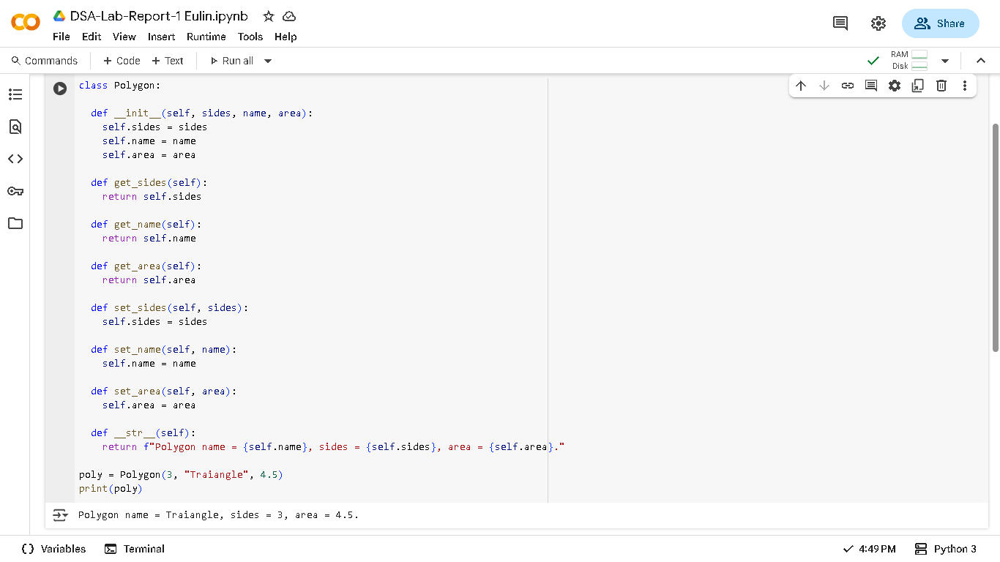 DSA-Lab-Report-1 Eulin.ipynb
File Edit View Insert Runtime Tools Help
Share
Commands + Code + Text Run all
RAM
Disk
class Polygon:
  def __init__(self, sides, name, area):
    self.sides = sides
    self.name = name
    self.area = area
  def get_sides(self):
    return self.sides
  def get_name(self):
    return self.name
  def get_area(self):
    return self.area
  def set_sides(self, sides):
    self.sides = sides
  def set_name(self, name):
    self.name = name
  def set_area(self, area):
    self.area = area
  def __str__(self):
    return f"Polygon name = {self.name}, sides = {self.sides}, area = {self.area}."
poly = Polygon(3, "Traiangle", 4.5)
print(poly)
Polygon name = Traiangle, sides = 3, area = 4.5.
Variables Terminal 4:49 PM Python 3